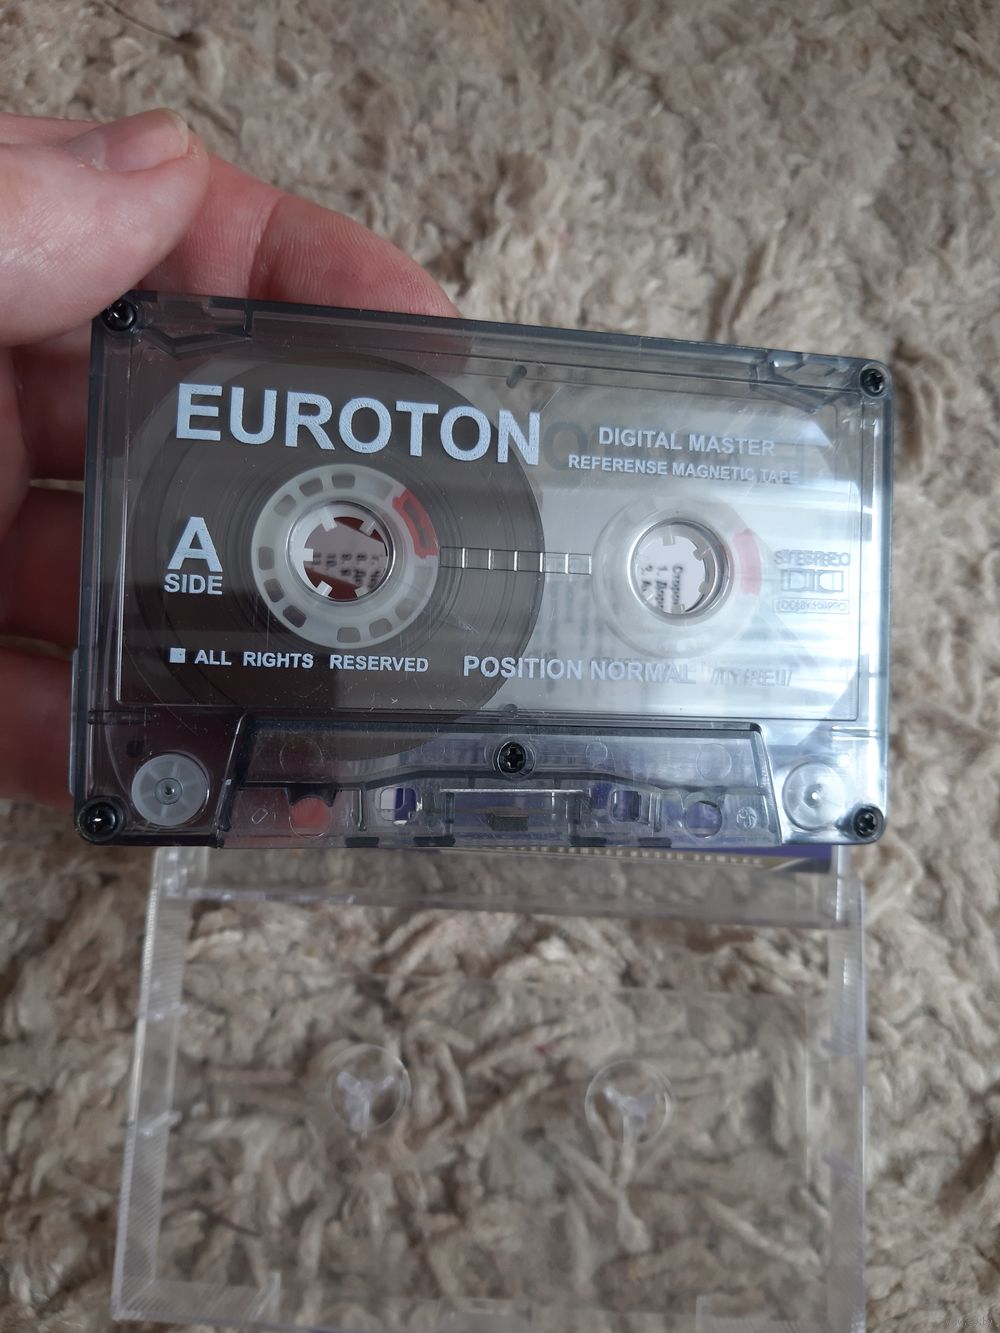 EUROTON
DIGITAL MASTER
REFERENSE MAGNETIC TAPE
A
SIDE
STEREO
■ ALL RIGHTS RESERVED
POSITION NORMAL